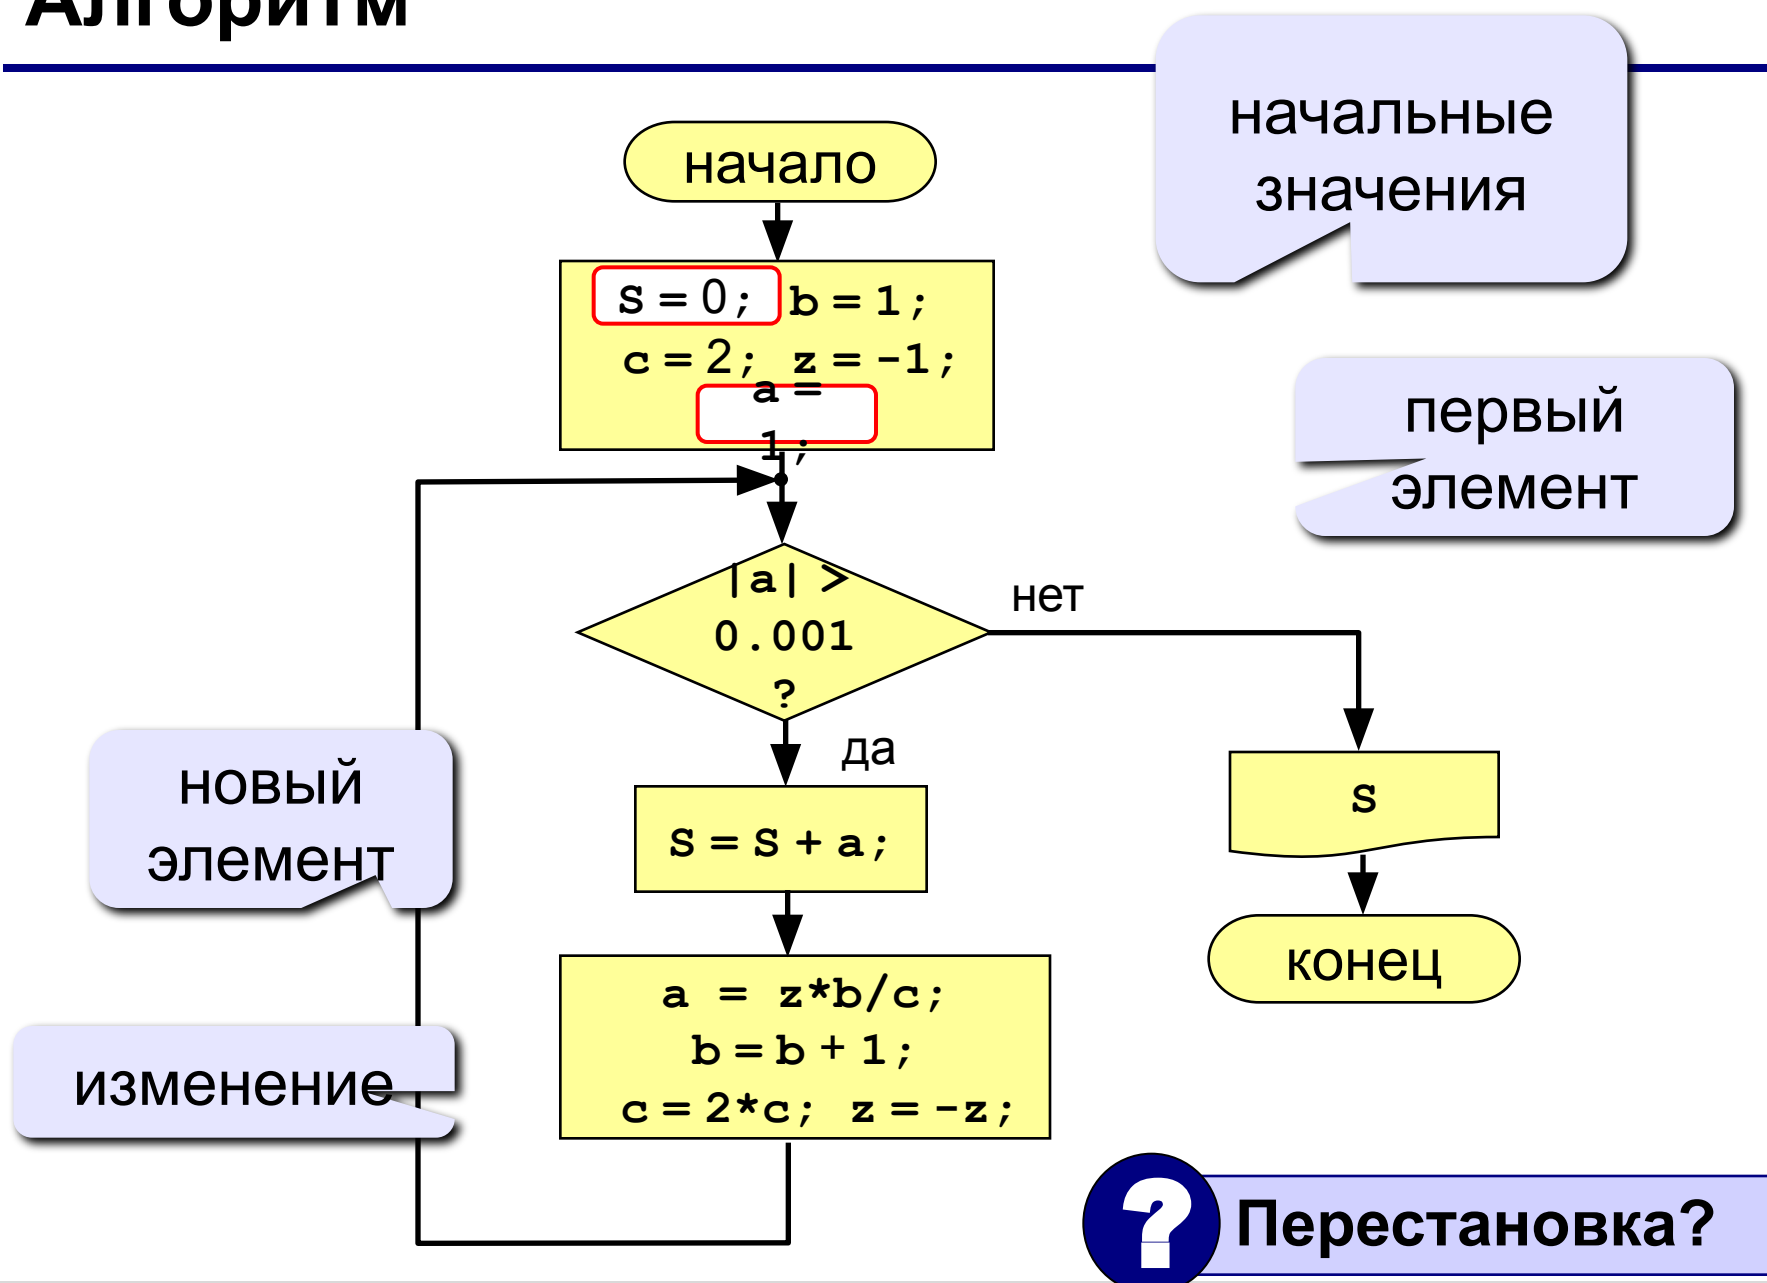 Алгоритм
начальные
значения
начало
S = 0; b = 1;
c = 2; z = -1;
a =
1;
первый
элемент
|a| >
0.001
?
нет
да
новый
элемент
S = S + a;
S
a = z*b/c;
b = b + 1;
c = 2*c; z = -z;
конец
изменение
? Перестановка?